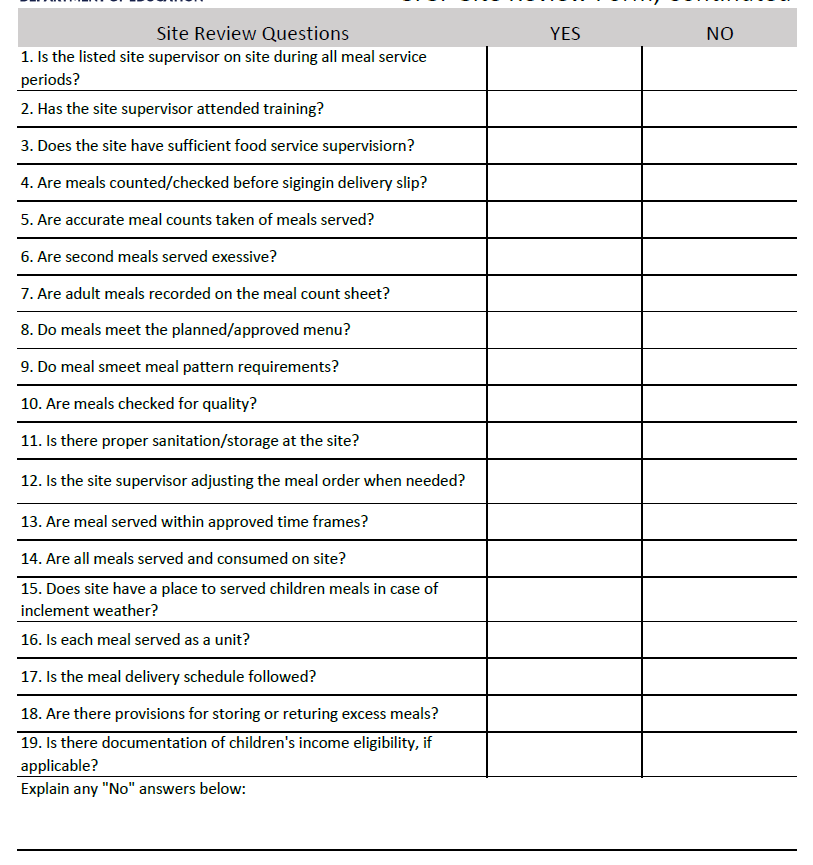 DEPARTMENT OF EDUCATION
Site Review Form, continued
Site Review Questions YES NO
1. Is the listed site supervisor on site during all meal service
periods?
2. Has the site supervisor attended training?
3. Does the site have sufficient food service supervisiorn?
4. Are meals counted/checked before sigingin delivery slip?
5. Are accurate meal counts taken of meals served?
6. Are second meals served exessive?
7. Are adult meals recorded on the meal count sheet?
8. Do meals meet the planned/approved menu?
9. Do meal smeet meal pattern requirements?
10. Are meals checked for quality?
11. Is there proper sanitation/storage at the site?
12. Is the site supervisor adjusting the meal order when needed?
13. Are meal served within approved time frames?
14. Are all meals served and consumed on site?
15. Does site have a place to served children meals in case of
inclement weather?
16. Is each meal served as a unit?
17. Is the meal delivery schedule followed?
18. Are there provisions for storing or returing excess meals?
19. Is there documentation of children's income eligibility, if
applicable?
Explain any "No" answers below: